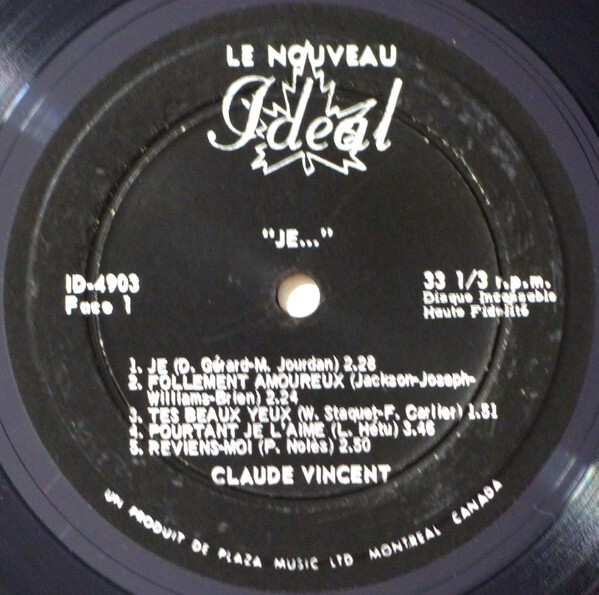 LE NOUVEAU
Ideal
"JE..."
ID-4903
Face 1
33 1/3 r.p.m.
Disque Incassable
Haute Fidelité
1. JE (D. Gérard-M. Jourdan) 2.28
2. FOLLEMENT AMOUREUX (Jackson-Joseph-
Williams-Brien) 2.24
3. TES BEAUX YEUX (W. Staquet-F. Carlier) 1.51
4. POURTANT JE L'AIME (L. Hétu) 3.46
5. REVIENS-MOI (P. Nolès) 2.50
CLAUDE VINCENT
UN PRODUIT DE PLAZA MUSIC LTD MONTREAL CANADA